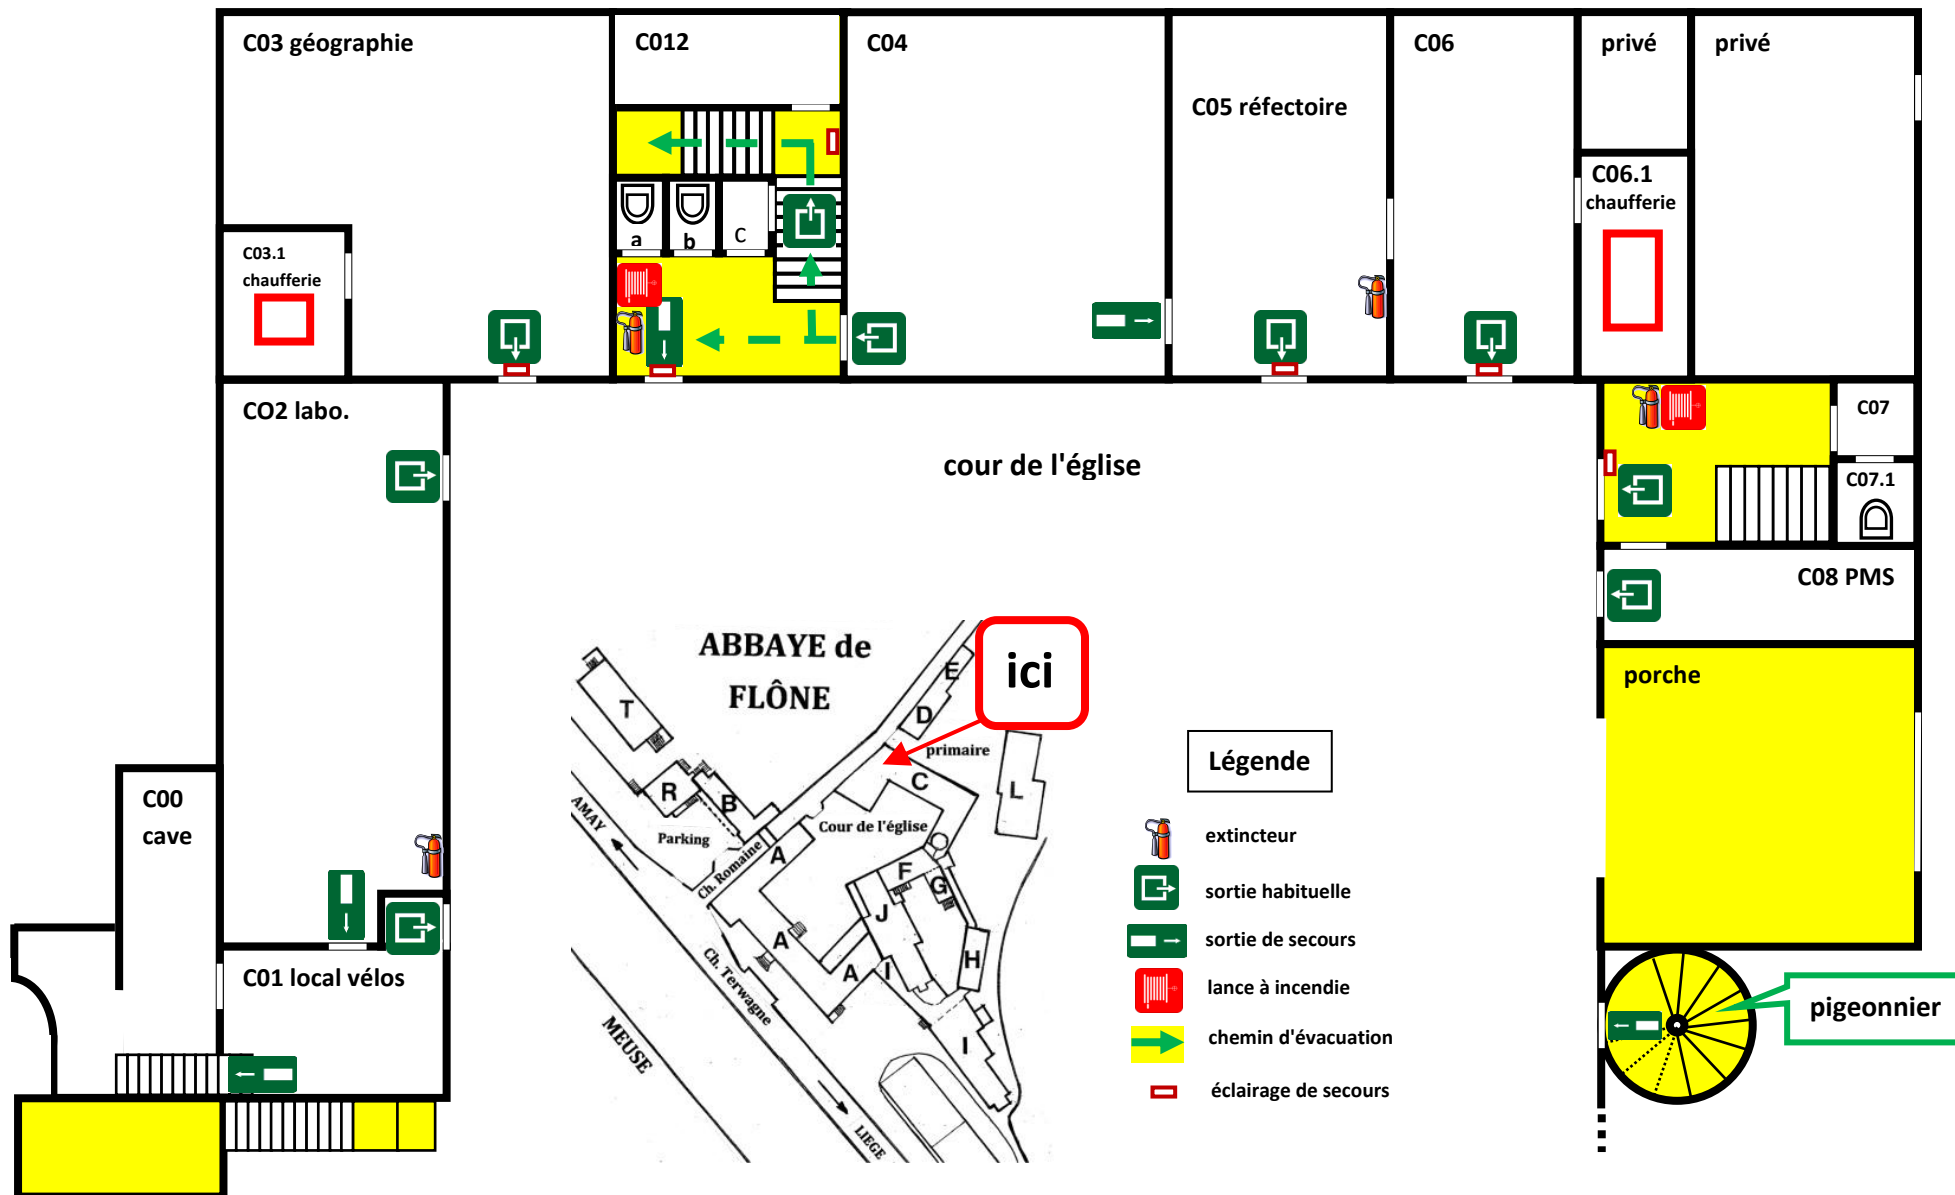 C03 géographie
C012
C04
C05 réfectoire
C06
privé
privé
C06.1
chaufferie
a
b
C
C03.1
chaufferie
CO2 labo.
cour de l'église
C07
C07.1
C08 PMS
porche
pigeonnier
C00
cave
C01 local vélos
ABBAYE de
FLÔNE
ici
E
D
T
primaire
C
L
R
B
Parking
Cour de l'église
AMAY
Ch. Romaine
A
F
G
J
A
A
I
H
Ch. Terwagne
MEUSE
I
LIEGE
Légende
extincteur
sortie habituelle
sortie de secours
lance à incendie
chemin d'évacuation
éclairage de secours